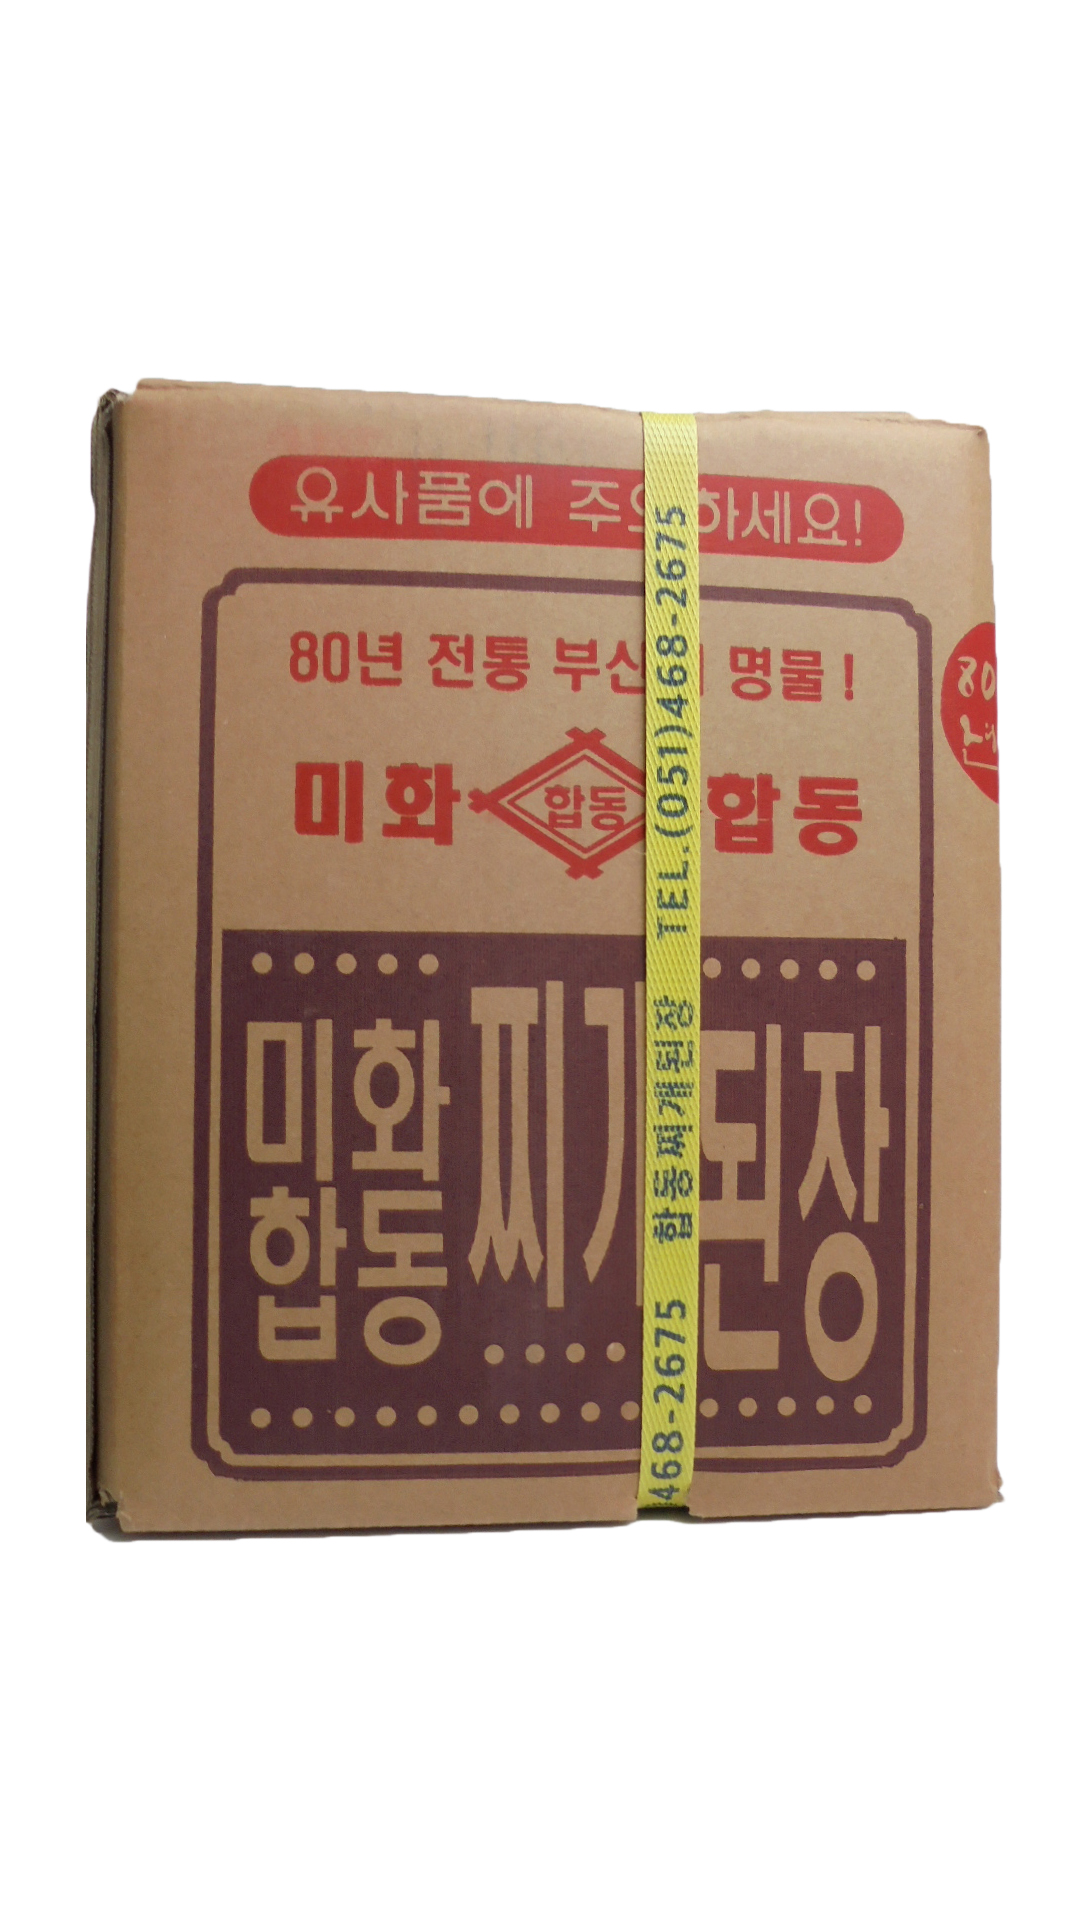 유사품에 주의하세요!
80년 전통 부산의 명물!
미화 합동 합동
미화 합동 찌개된장
468-2675 합동찌개된장 TEL.(051)468-2675
80